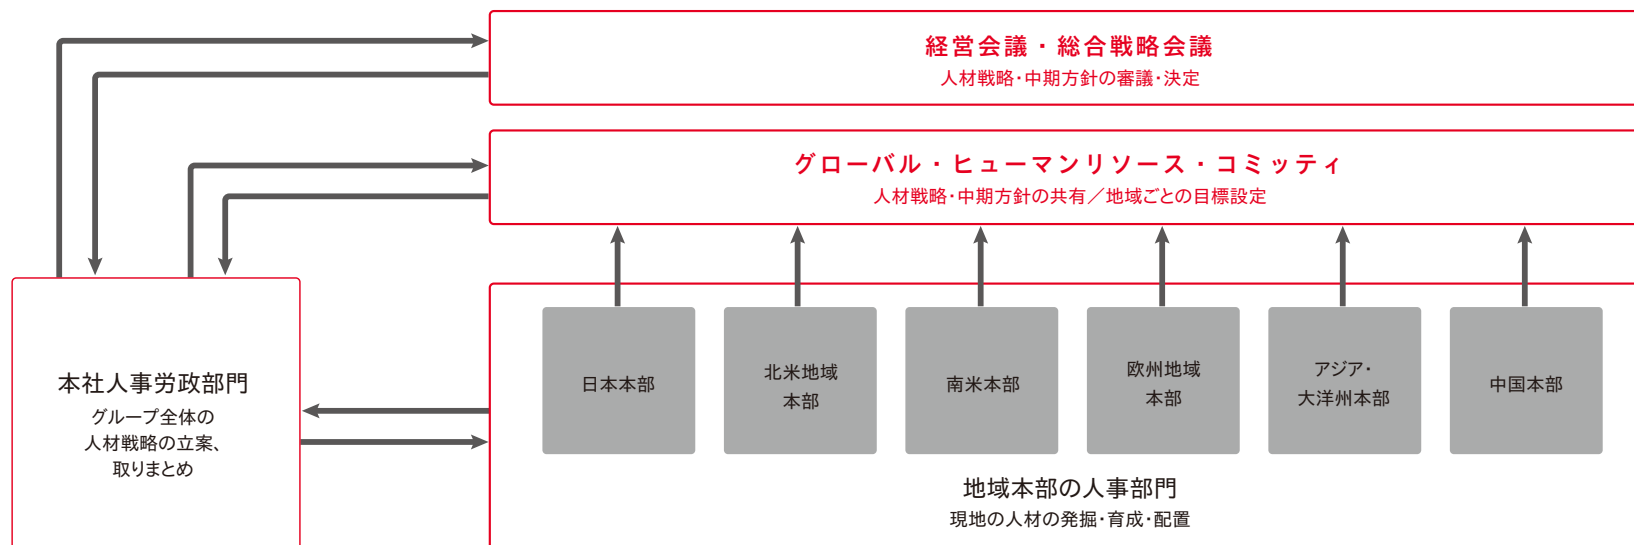 経営会議・総合戦略会議
人材戦略・中期方針の審議・決定
グローバル・ヒューマンリソース・コミッティ
人材戦略・中期方針の共有／地域ごとの目標設定
本社人事労政部門
グループ全体の
人材戦略の立案、
取りまとめ
日本本部
北米地域
本部
南米本部
欧州地域
本部
アジア・
大洋州本部
中国本部
地域本部の人事部門
現地の人材の発掘・育成・配置